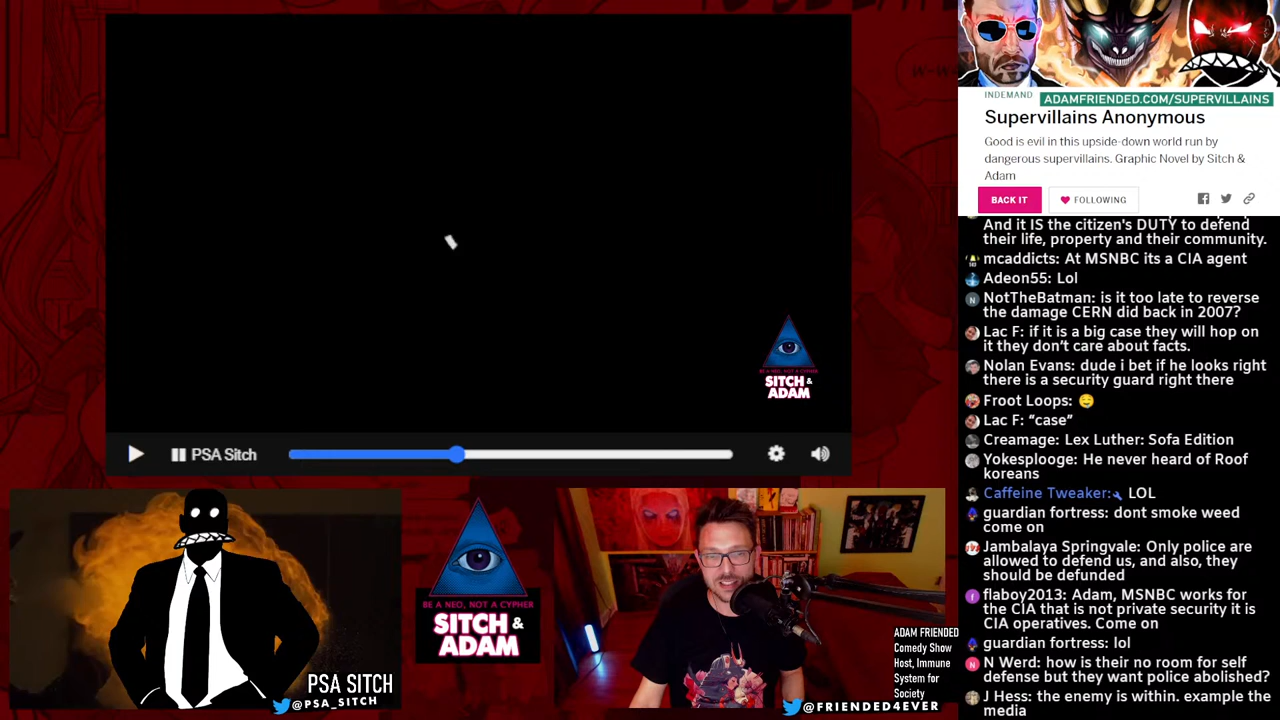 BE A NEO, NOT A CYPHER
SITCH &
ADAM
PSA Sitch
PSA SITCH
@PSA_SITCH
BE A NEO, NOT A CYPHER
SITCH &
ADAM
ADAM FRIENDED
Comedy Show
Host, Immune
System for
Society
@FRIENDED4EVER
INDEMAND
ADAMFRIENDED.COM/SUPERVILLAINS
Supervillains Anonymous
Good is evil in this upside-down world run by
dangerous supervillains. Graphic Novel by Sitch &
Adam
BACK IT
FOLLOWING
And it IS the citizen's DUTY to defend
their life, property and their community.
mcaddicts: At MSNBC its a CIA agent
Adeon55: Lol
N
NotTheBatman: is it too late to reverse
the damage CERN did back in 2007?
Lac F: if it is a big case they will hop on
it they don’t care about facts.
Nolan Evans: dude i bet if he looks right
there is a security guard right there
Froot Loops: 🤤
Lac F: “case”
Creamage: Lex Luther: Sofa Edition
Yokesplooge: He never heard of Roof
koreans
Caffeine Tweaker: LOL
guardian fortress: dont smoke weed
come on
Jambalaya Springvale: Only police are
allowed to defend us, and also, they
should be defunded
f
flaboy2013: Adam, MSNBC works for
the CIA that is not private security it is
CIA operatives. Come on
guardian fortress: lol
N
N Werd: how is their no room for self
defense but they want police abolished?
J Hess: the enemy is within. example the
media